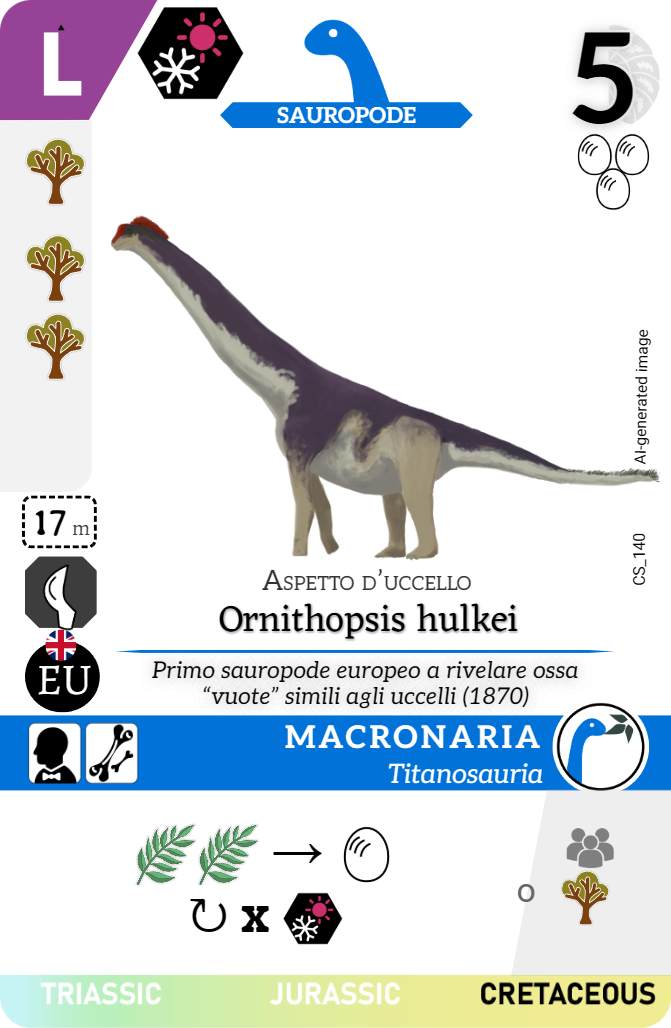 L
SAUROPODE
5
AI-generated image
17 m
CS_140
ASPETTO D'UCCELLO
Ornithopsis hulkei
EU
Primo sauropode europeo a rivelare ossa
“vuote” simili agli uccelli (1870)
MACRONARIA
Titanosauria
→
↻ x
o
TRIASSIC JURASSIC CRETACEOUS